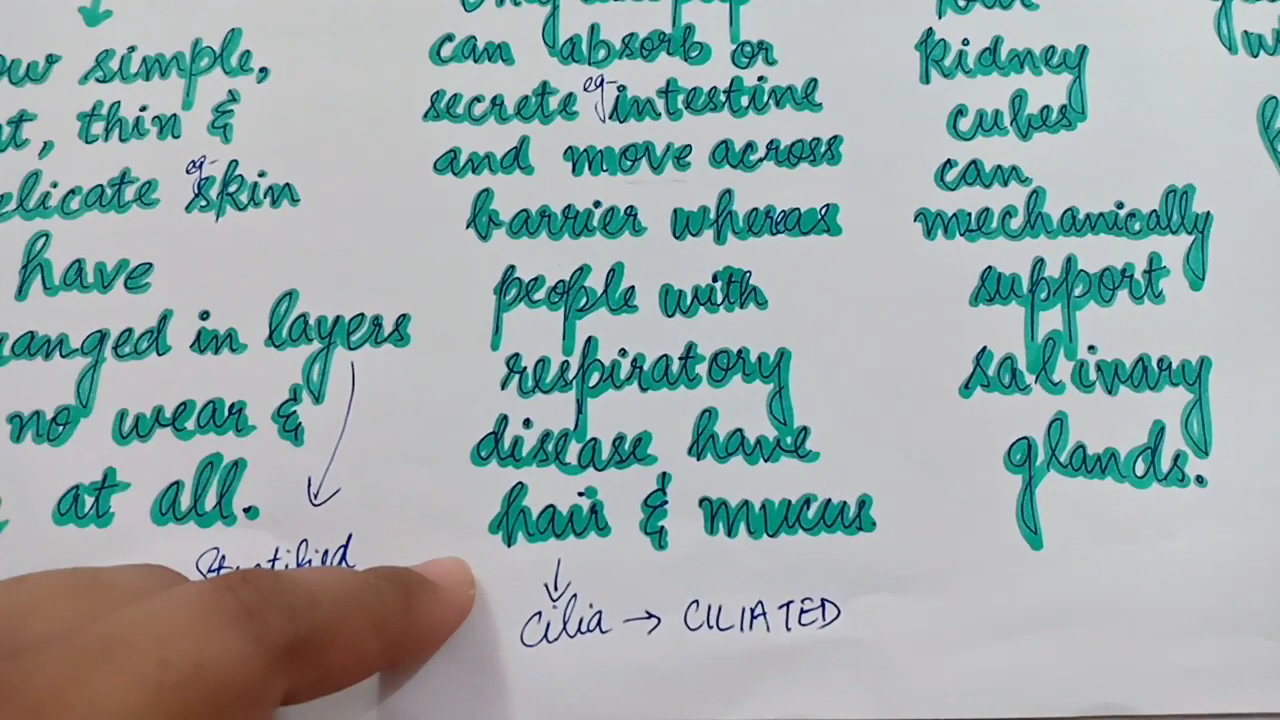 simple,
thin &
eg-
skin
have
in layers
no wear &
at all.
Stratified
can absorb or
secrete eg- intestine
and move across
barrier whereas
people with
respiratory
disease have
hair & mucus
cilia → CILIATED
kidney
cubes
can
mechanically
support
salivary
glands.